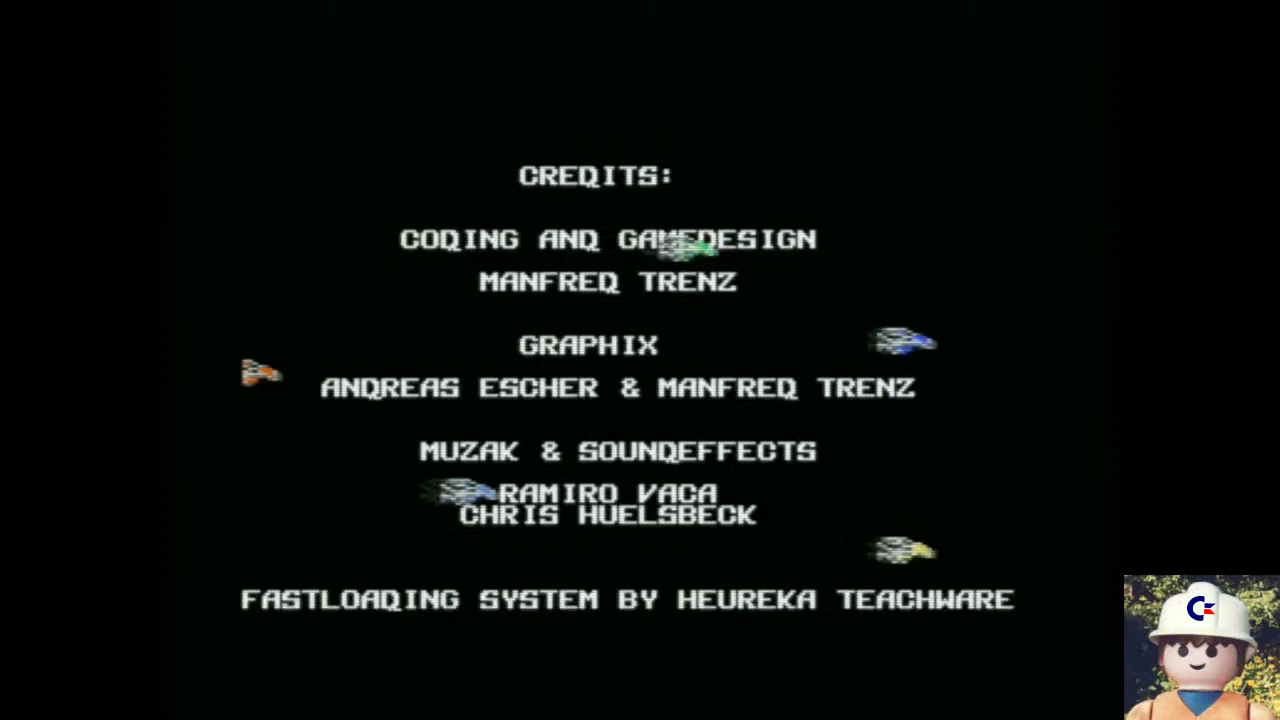 CREDITS:
CODING AND GAMEDESIGN
MANFRED TRENZ
GRAPHIX
ANDREAS ESCHER & MANFRED TRENZ
MUZAK & SOUNDEFFECTS
RAMIRO VACA
CHRIS HUELSBECK
FASTLOADING SYSTEM BY HEUREKA TEACHWARE